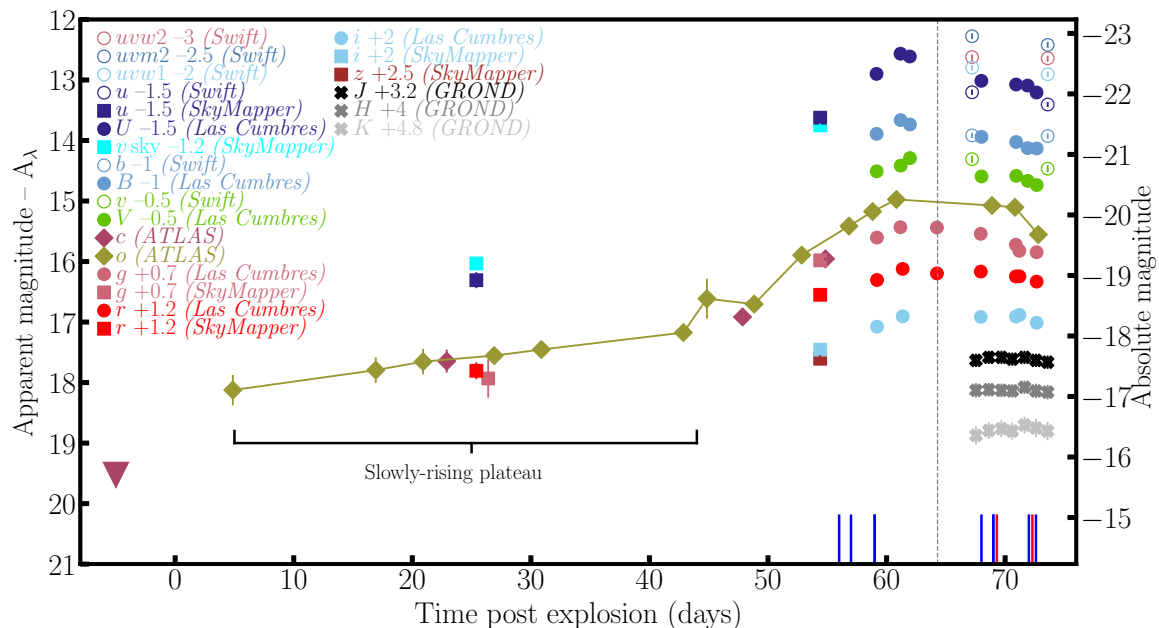 12
13
14
15
16
17
18
19
20
21
Apparent magnitude – A_λ
uvw2 –3 (Swift)
uvm2 –2.5 (Swift)
uvw1 –2 (Swift)
u –1.5 (Swift)
u –1.5 (SkyMapper)
U –1.5 (Las Cumbres)
v sky –1.2 (SkyMapper)
b –1 (Swift)
B –1 (Las Cumbres)
v –0.5 (Swift)
V –0.5 (Las Cumbres)
c (ATLAS)
o (ATLAS)
g +0.7 (Las Cumbres)
g +0.7 (SkyMapper)
r +1.2 (Las Cumbres)
r +1.2 (SkyMapper)
i +2 (Las Cumbres)
i +2 (SkyMapper)
z +2.5 (SkyMapper)
J +3.2 (GROND)
H +4 (GROND)
K +4.8 (GROND)
Slowly-rising plateau
−23
−22
−21
−20
−19
−18
−17
−16
−15
Absolute magnitude
0 10 20 30 40 50 60 70
Time post explosion (days)